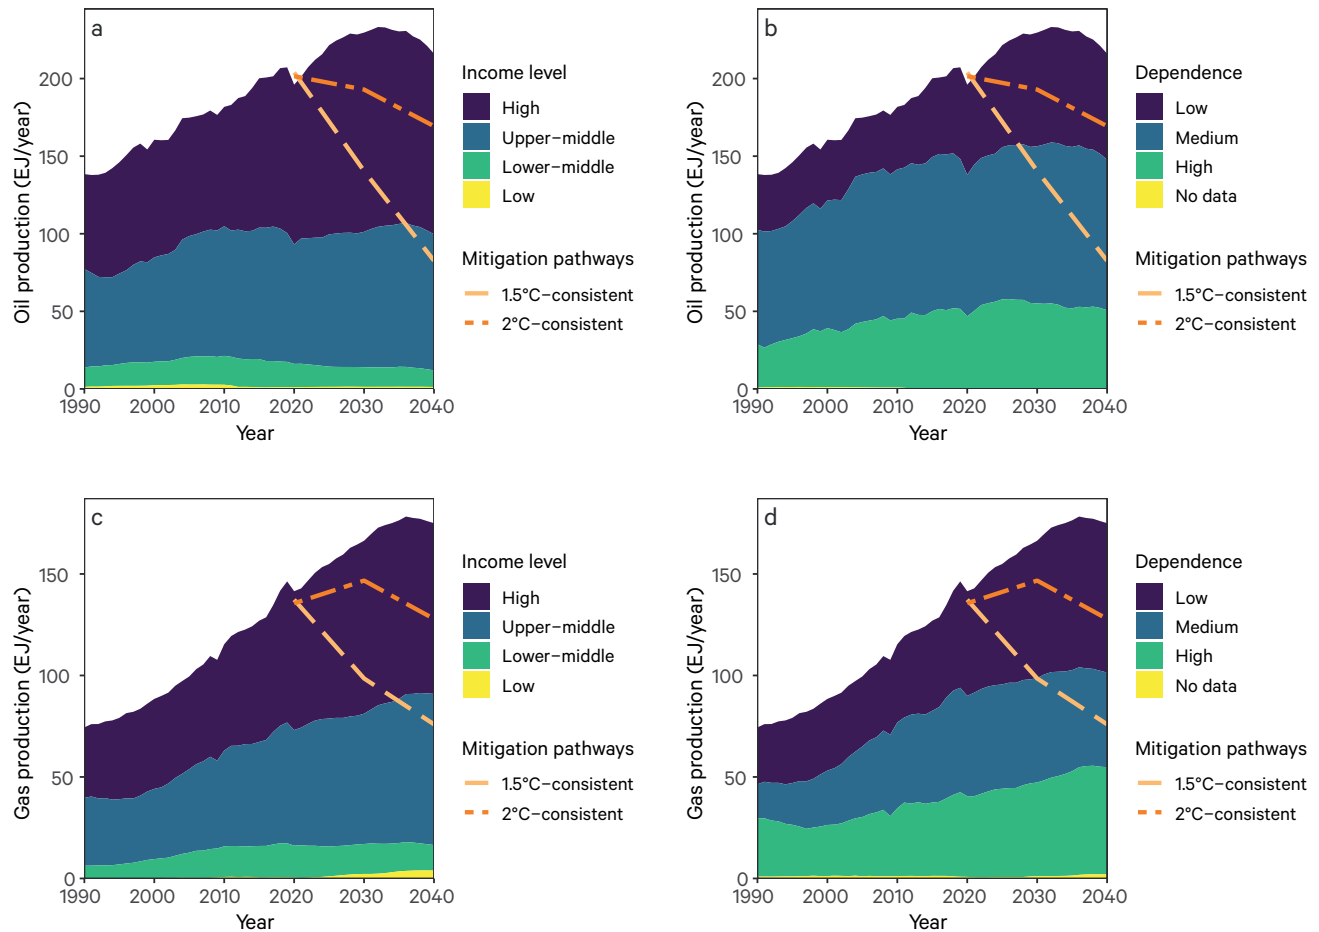 a
Oil production (EJ/year)
200
150
100
50
0
1990 2000 2010 2020 2030 2040
Year
Income level
High
Upper−middle
Lower−middle
Low
Mitigation pathways
1.5°C−consistent
2°C−consistent
b
Oil production (EJ/year)
200
150
100
50
0
1990 2000 2010 2020 2030 2040
Year
Dependence
Low
Medium
High
No data
Mitigation pathways
1.5°C−consistent
2°C−consistent
c
Gas production (EJ/year)
150
100
50
0
1990 2000 2010 2020 2030 2040
Year
Income level
High
Upper−middle
Lower−middle
Low
Mitigation pathways
1.5°C−consistent
2°C−consistent
d
Gas production (EJ/year)
150
100
50
0
1990 2000 2010 2020 2030 2040
Year
Dependence
Low
Medium
High
No data
Mitigation pathways
1.5°C−consistent
2°C−consistent